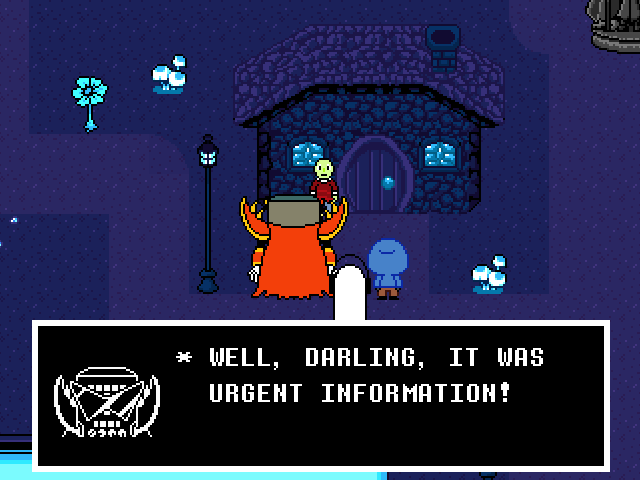 * WELL, DARLING, IT WAS
URGENT INFORMATION!